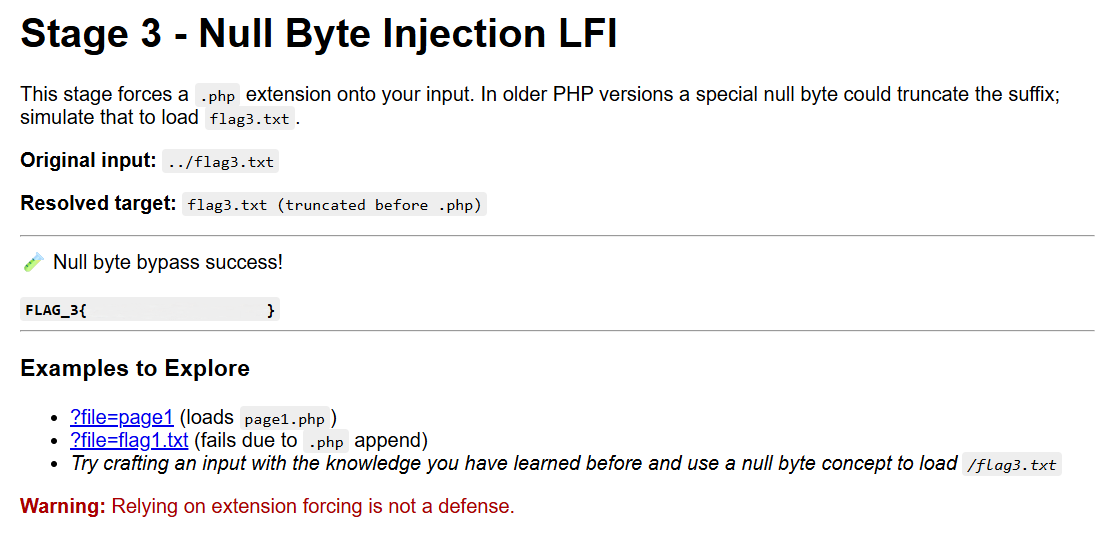 Stage 3 - Null Byte Injection LFI
This stage forces a .php extension onto your input. In older PHP versions a special null byte could truncate the suffix;
simulate that to load flag3.txt.
Original input: ../flag3.txt
Resolved target: flag3.txt (truncated before .php)
Null byte bypass success!
FLAG_3{ }
Examples to Explore
?file=page1 (loads page1.php)
?file=flag1.txt (fails due to .php append)
Try crafting an input with the knowledge you have learned before and use a null byte concept to load /flag3.txt
Warning: Relying on extension forcing is not a defense.